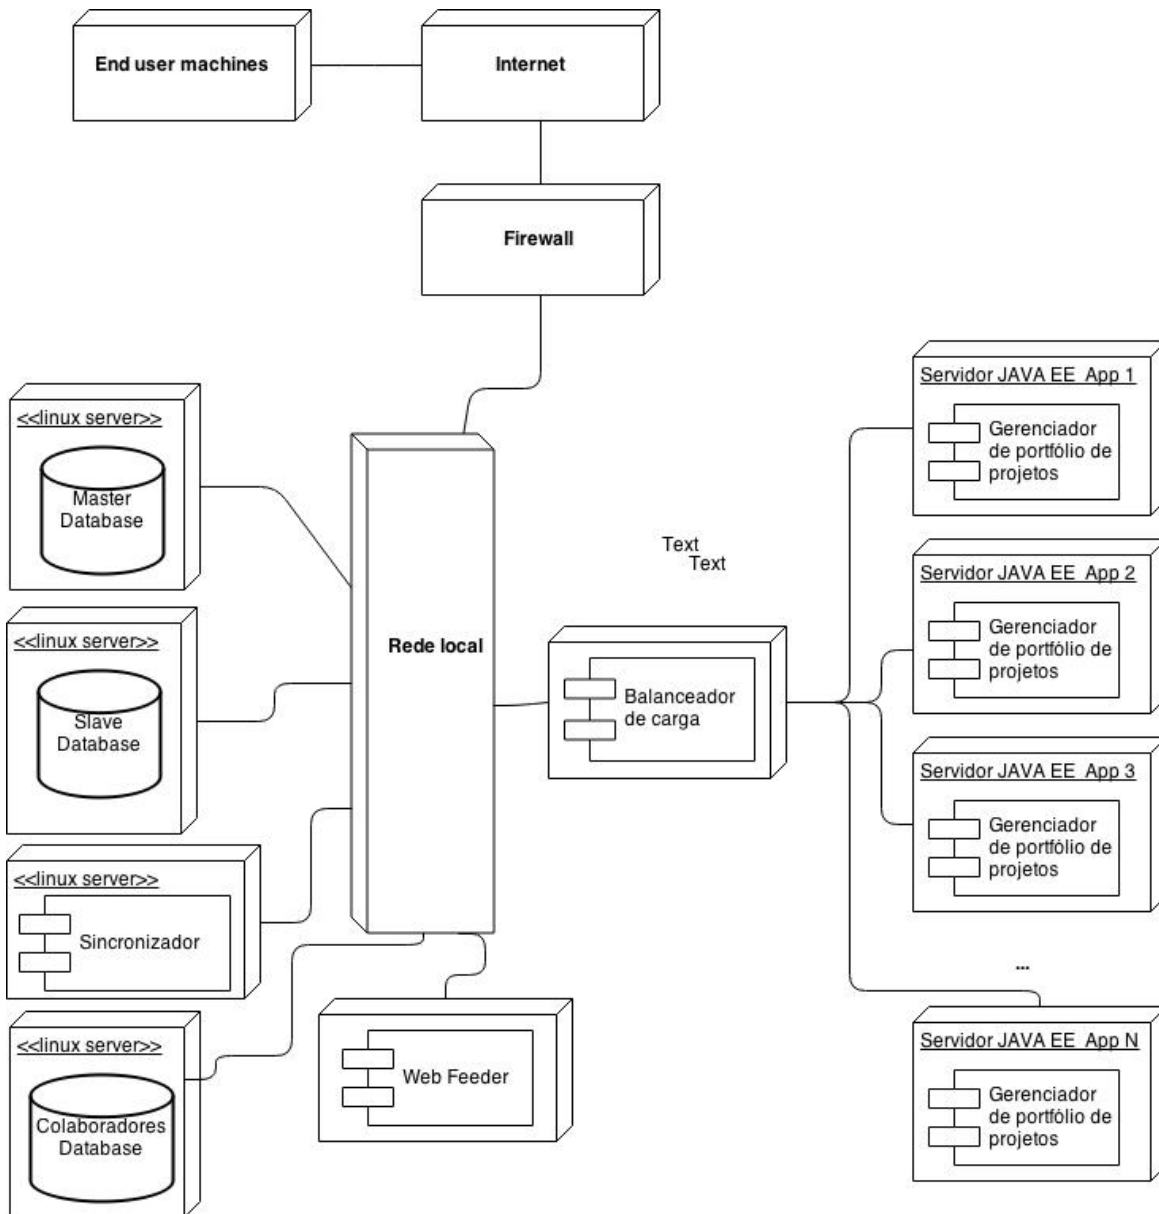 End user machines
Internet
Firewall
<<linux server>>
Master
Database
<<linux server>>
Slave
Database
<<linux server>>
Sincronizador
<<linux server>>
Colaboradores
Database
Rede local
Web Feeder
Text
Text
Balanceador
de carga
Servidor JAVA EE App 1
Gerenciador
de portfólio de
projetos
Servidor JAVA EE App 2
Gerenciador
de portfólio de
projetos
Servidor JAVA EE App 3
Gerenciador
de portfólio de
projetos
...
Servidor JAVA EE App N
Gerenciador
de portfólio de
projetos